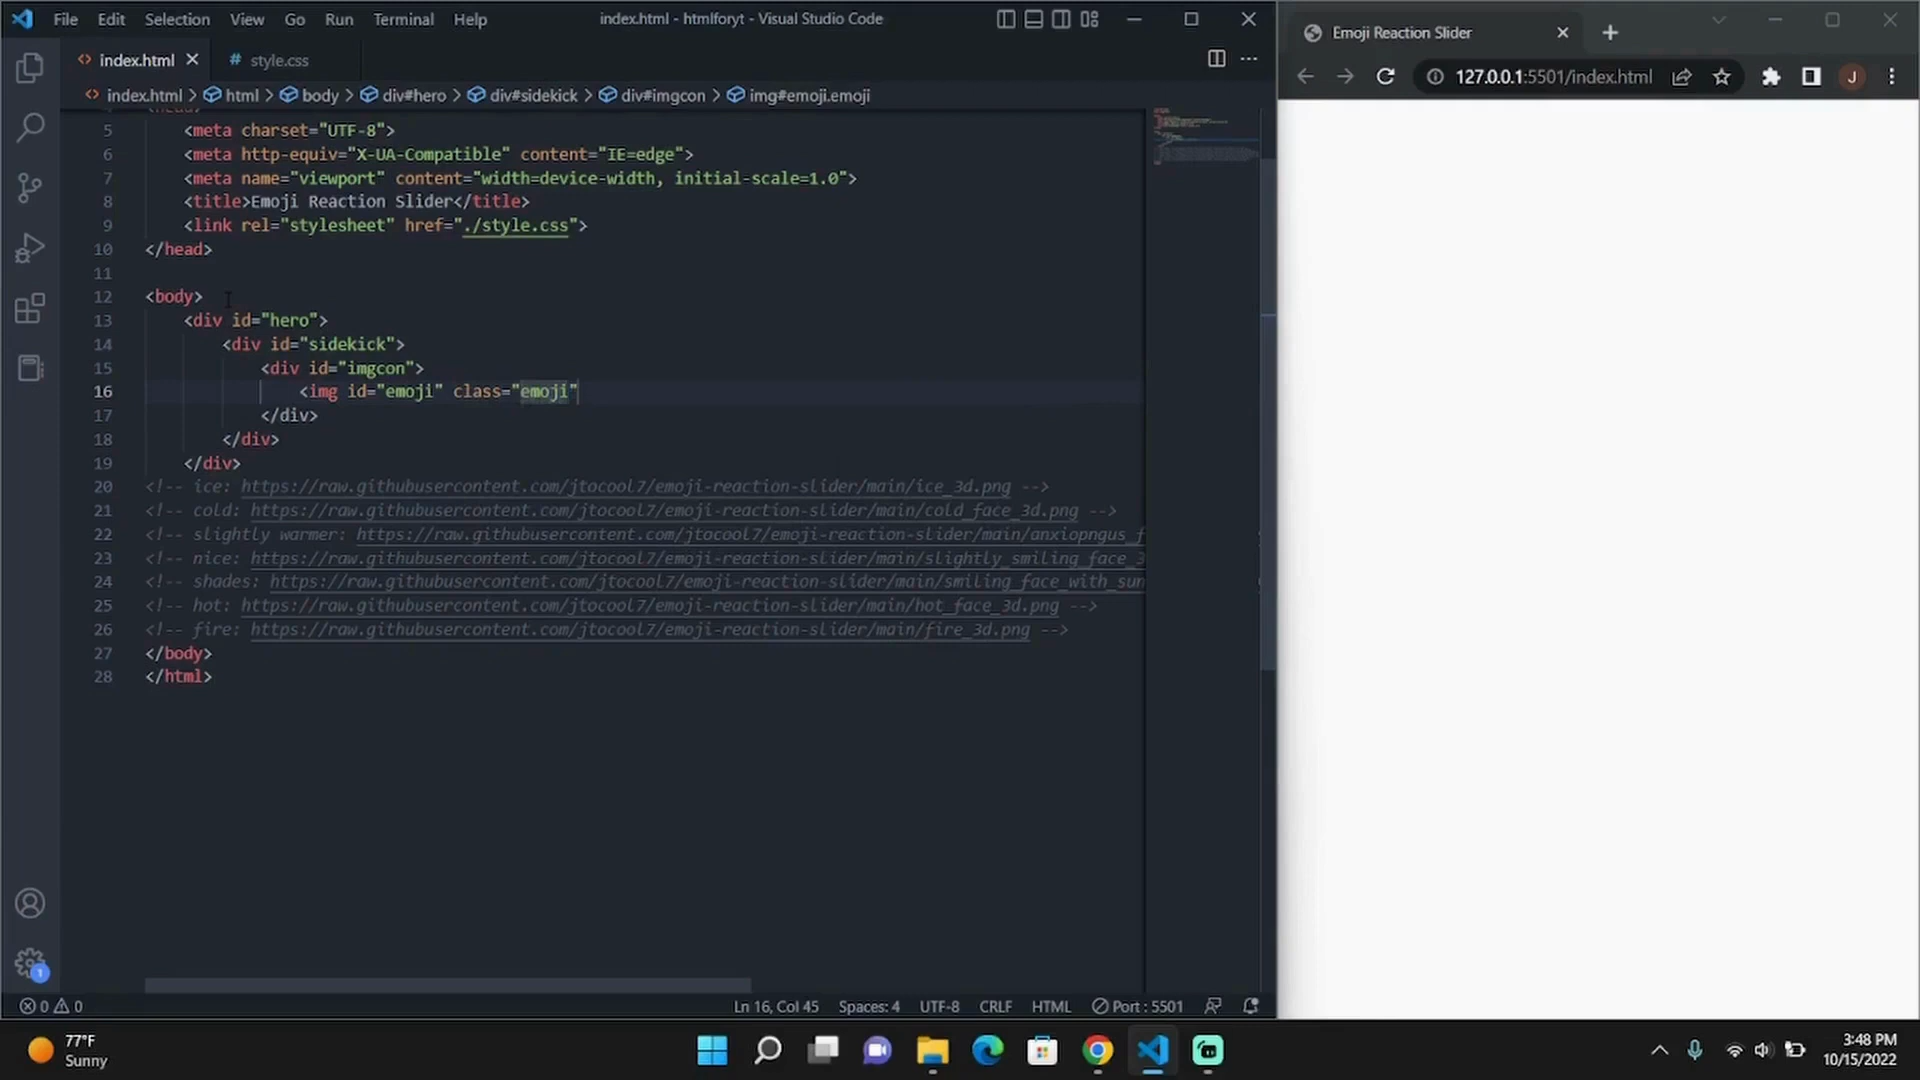 File Edit Selection View Go Run Terminal Help
index.html - htmlforyt - Visual Studio Code
index.html
style.css
index.html > html > body > div#hero > div#sidekick > div#imgcon > img#emoji.emoji
5 <meta charset="UTF-8">
6 <meta http-equiv="X-UA-Compatible" content="IE=edge">
7 <meta name="viewport" content="width=device-width, initial-scale=1.0">
8 <title>Emoji Reaction Slider</title>
9 <link rel="stylesheet" href="./style.css">
10 </head>
11
12 <body>
13 <div id="hero">
14 <div id="sidekick">
15 <div id="imgcon">
16 <img id="emoji" class="emoji"
17 </div>
18 </div>
19 </div>
20 <!-- ice: https://raw.githubusercontent.com/jtocool7/emoji-reaction-slider/main/ice_3d.png -->
21 <!-- cold: https://raw.githubusercontent.com/jtocool7/emoji-reaction-slider/main/cold_face_3d.png -->
22 <!-- slightly warmer: https://raw.githubusercontent.com/jtocool7/emoji-reaction-slider/main/anxiopngus_f
23 <!-- nice: https://raw.githubusercontent.com/jtocool7/emoji-reaction-slider/main/slightly_smiling_face_3
24 <!-- shades: https://raw.githubusercontent.com/jtocool7/emoji-reaction-slider/main/smiling_face_with_sun
25 <!-- hot: https://raw.githubusercontent.com/jtocool7/emoji-reaction-slider/main/hot_face_3d.png -->
26 <!-- fire: https://raw.githubusercontent.com/jtocool7/emoji-reaction-slider/main/fire_3d.png -->
27 </body>
28 </html>
1
0 0
Ln 16, Col 45 Spaces: 4 UTF-8 CRLF HTML Port : 5501
Emoji Reaction Slider
127.0.0.1:5501/index.html
J
77°F
Sunny
3:48 PM
10/15/2022